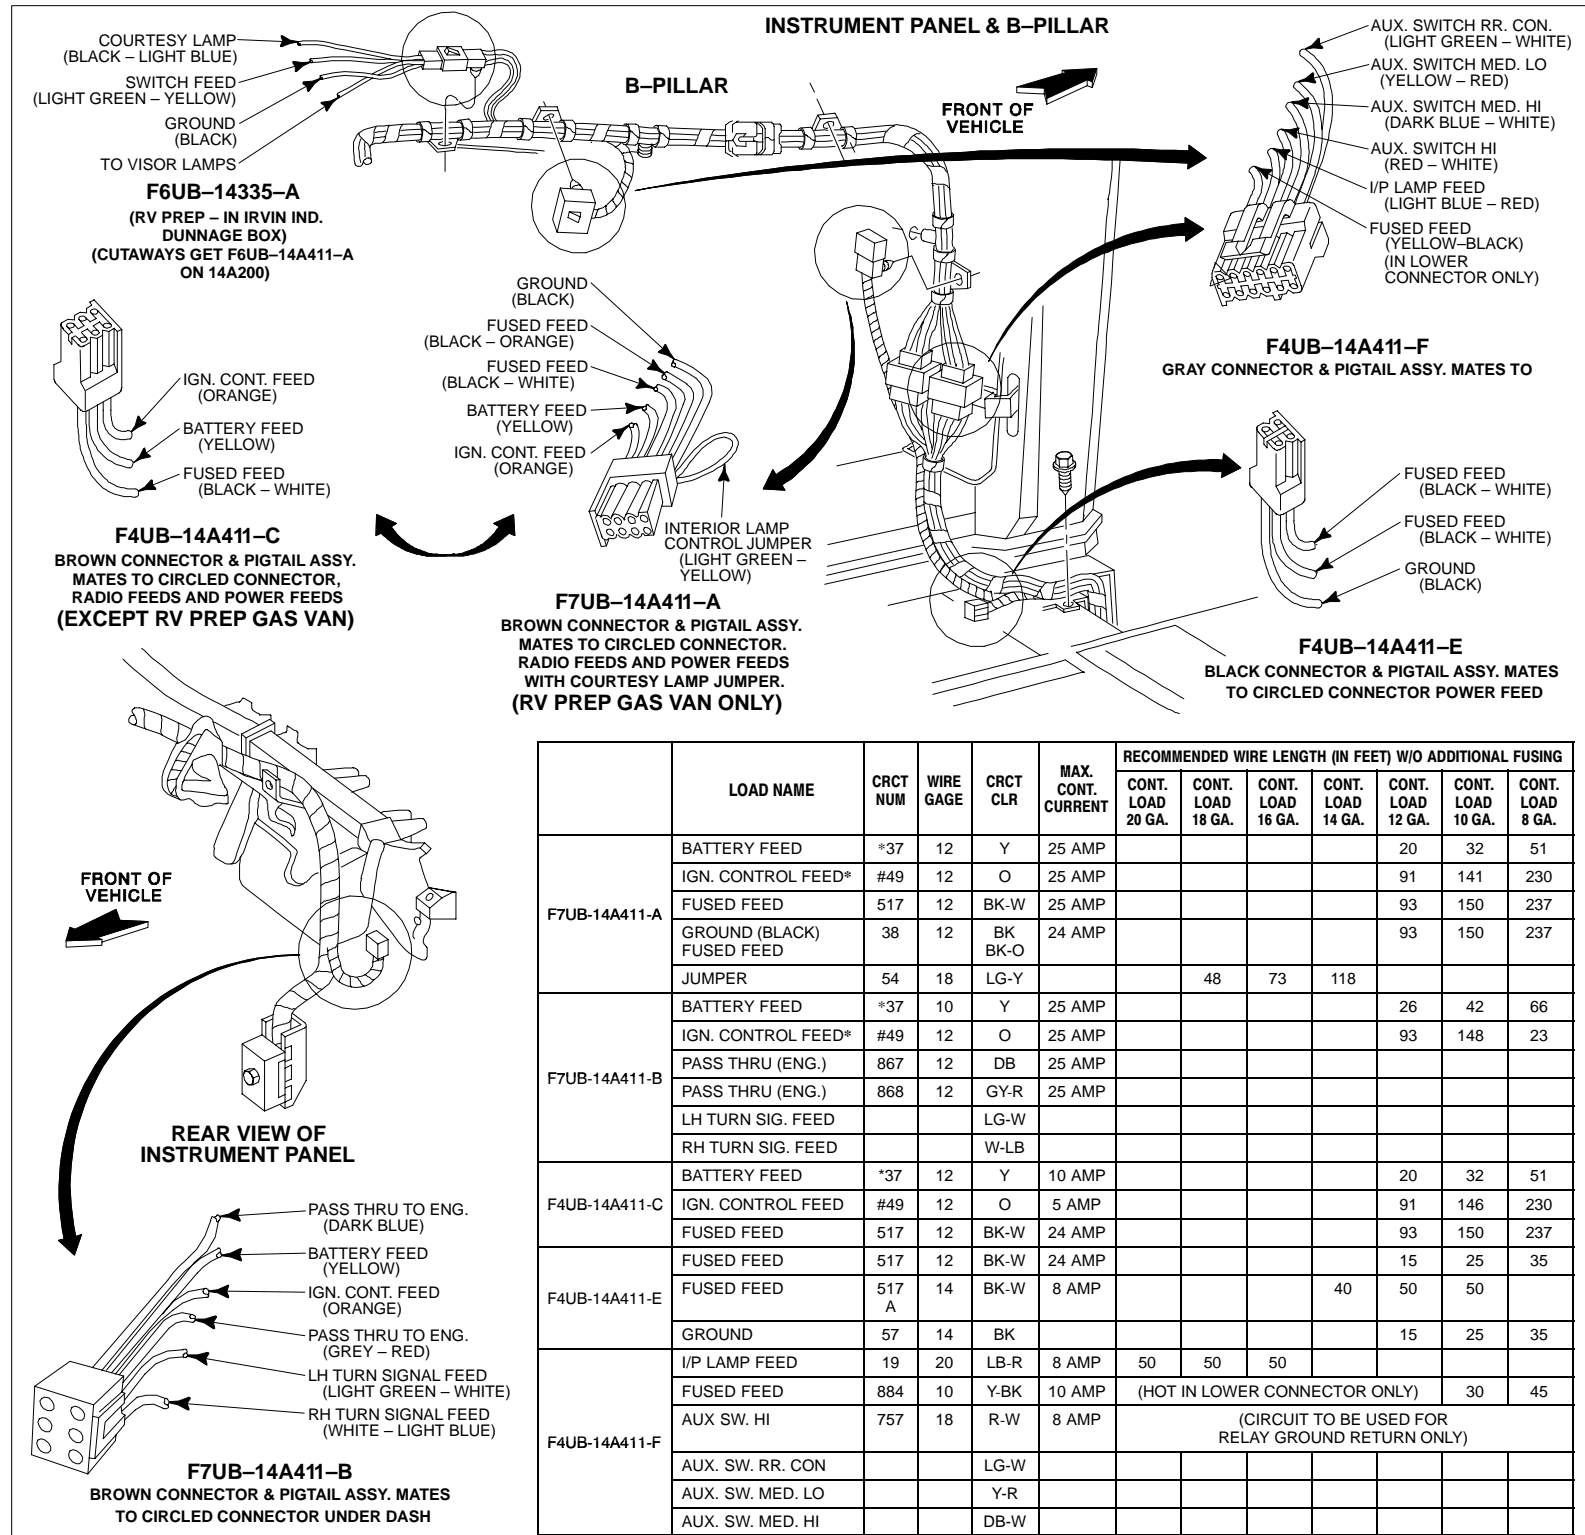 INSTRUMENT PANEL & B–PILLAR
COURTESY LAMP
(BLACK – LIGHT BLUE)
SWITCH FEED
(LIGHT GREEN – YELLOW)
GROUND
(BLACK)
TO VISOR LAMPS
F6UB–14335–A
(RV PREP – IN IRVIN IND.
DUNNAGE BOX)
(CUTAWAYS GET F6UB–14A411–A
ON 14A200)
B–PILLAR
FRONT OF
VEHICLE
AUX. SWITCH RR. CON.
(LIGHT GREEN – WHITE)
AUX. SWITCH MED. LO
(YELLOW – RED)
AUX. SWITCH MED. HI
(DARK BLUE – WHITE)
AUX. SWITCH HI
(RED – WHITE)
I/P LAMP FEED
(LIGHT BLUE – RED)
FUSED FEED
(YELLOW–BLACK)
(IN LOWER
CONNECTOR ONLY)
F4UB–14A411–F
GRAY CONNECTOR & PIGTAIL ASSY. MATES TO
IGN. CONT. FEED
(ORANGE)
BATTERY FEED
(YELLOW)
FUSED FEED
(BLACK – WHITE)
F4UB–14A411–C
BROWN CONNECTOR & PIGTAIL ASSY.
MATES TO CIRCLED CONNECTOR,
RADIO FEEDS AND POWER FEEDS
(EXCEPT RV PREP GAS VAN)
GROUND
(BLACK)
FUSED FEED
(BLACK – ORANGE)
FUSED FEED
(BLACK – WHITE)
BATTERY FEED
(YELLOW)
IGN. CONT. FEED
(ORANGE)
INTERIOR LAMP
CONTROL JUMPER
(LIGHT GREEN –
YELLOW)
F7UB–14A411–A
BROWN CONNECTOR & PIGTAIL ASSY.
MATES TO CIRCLED CONNECTOR.
RADIO FEEDS AND POWER FEEDS
WITH COURTESY LAMP JUMPER.
(RV PREP GAS VAN ONLY)
FUSED FEED
(BLACK – WHITE)
FUSED FEED
(BLACK – WHITE)
GROUND
(BLACK)
F4UB–14A411–E
BLACK CONNECTOR & PIGTAIL ASSY. MATES
TO CIRCLED CONNECTOR POWER FEED
FRONT OF
VEHICLE
REAR VIEW OF
INSTRUMENT PANEL
PASS THRU TO ENG.
(DARK BLUE)
BATTERY FEED
(YELLOW)
IGN. CONT. FEED
(ORANGE)
PASS THRU TO ENG.
(GREY – RED)
LH TURN SIGNAL FEED
(LIGHT GREEN – WHITE)
RH TURN SIGNAL FEED
(WHITE – LIGHT BLUE)
F7UB–14A411–B
BROWN CONNECTOR & PIGTAIL ASSY. MATES
TO CIRCLED CONNECTOR UNDER DASH
LOAD NAME CRCT NUM WIRE GAGE CRCT CLR MAX. CONT. CURRENT RECOMMENDED WIRE LENGTH (IN FEET) W/O ADDITIONAL FUSING
CONT. LOAD 20 GA. CONT. LOAD 18 GA. CONT. LOAD 16 GA. CONT. LOAD 14 GA. CONT. LOAD 12 GA. CONT. LOAD 10 GA. CONT. LOAD 8 GA.
F7UB-14A411-A
BATTERY FEED *37 12 Y 25 AMP 20 32 51
IGN. CONTROL FEED* #49 12 O 25 AMP 91 141 230
FUSED FEED 517 12 BK-W 25 AMP 93 150 237
GROUND (BLACK) 38 12 BK 24 AMP 93 150 237
FUSED FEED BK-O
JUMPER 54 18 LG-Y 48 73 118
F7UB-14A411-B
BATTERY FEED *37 10 Y 25 AMP 26 42 66
IGN. CONTROL FEED* #49 12 O 25 AMP 93 148 23
PASS THRU (ENG.) 867 12 DB 25 AMP
PASS THRU (ENG.) 868 12 GY-R 25 AMP
LH TURN SIG. FEED LG-W
RH TURN SIG. FEED W-LB
F4UB-14A411-C
BATTERY FEED *37 12 Y 10 AMP 20 32 51
IGN. CONTROL FEED #49 12 O 5 AMP 91 146 230
FUSED FEED 517 12 BK-W 24 AMP 93 150 237
F4UB-14A411-E
FUSED FEED 517 12 BK-W 24 AMP 15 25 35
FUSED FEED 517 A 14 BK-W 8 AMP 40 50 50
GROUND 57 14 BK 15 25 35
F4UB-14A411-F
I/P LAMP FEED 19 20 LB-R 8 AMP 50 50 50
FUSED FEED 884 10 Y-BK 10 AMP (HOT IN LOWER CONNECTOR ONLY) 30 45
AUX SW. HI 757 18 R-W 8 AMP (CIRCUIT TO BE USED FOR
RELAY GROUND RETURN ONLY)
AUX. SW. RR. CON LG-W
AUX. SW. MED. LO Y-R
AUX. SW. MED. HI DB-W